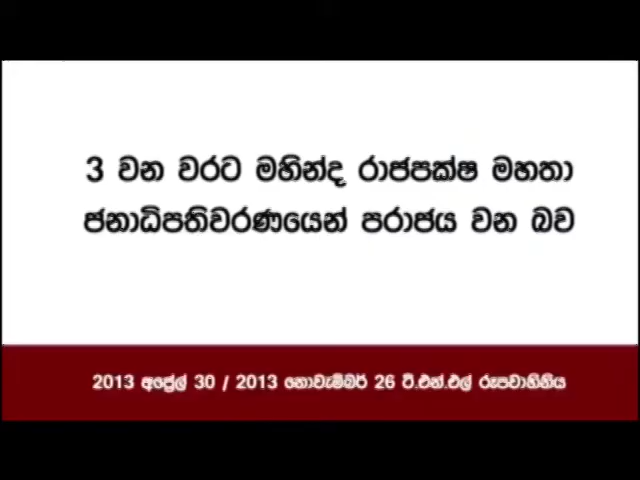 3 වන වරට මහින්ද රාජපක්ෂ මහතා
ජනාධිපතිවරණයෙන් පරාජය වන බව
2013 අප්‍රේල් 30 / 2013 නොවැම්බර් 26 ටී.එන්.එල් රූපවාහිනිය